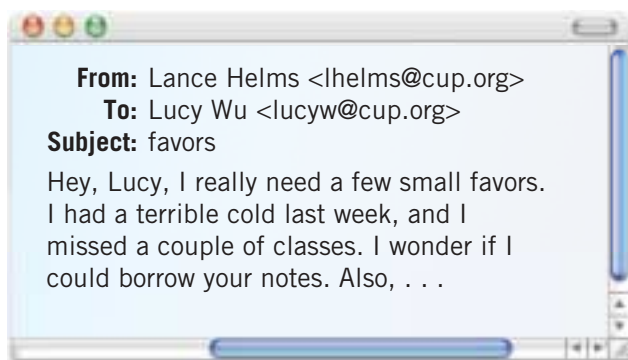 From: Lance Helms <lhelms@cup.org>
To: Lucy Wu <lucyw@cup.org>
Subject: favors
Hey, Lucy, I really need a few small favors.
I had a terrible cold last week, and I
missed a couple of classes. I wonder if I
could borrow your notes. Also, . . .